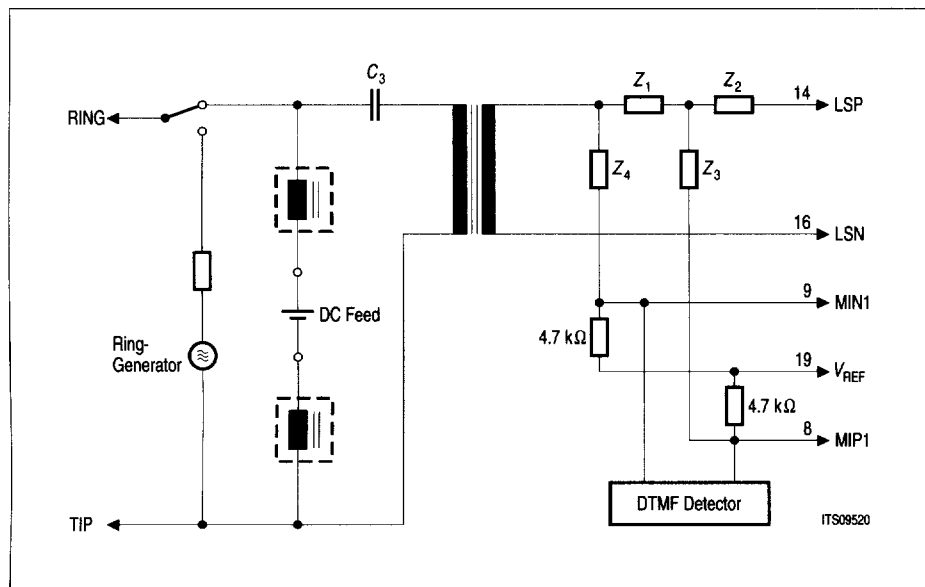 C3
Z1
Z2
14
LSP
RING
Z4
Z3
16
LSN
9
MIN1
DC Feed
4.7 kΩ
Ring-
Generator
19
VREF
4.7 kΩ
8
MIP1
DTMF Detector
TIP
ITS09520